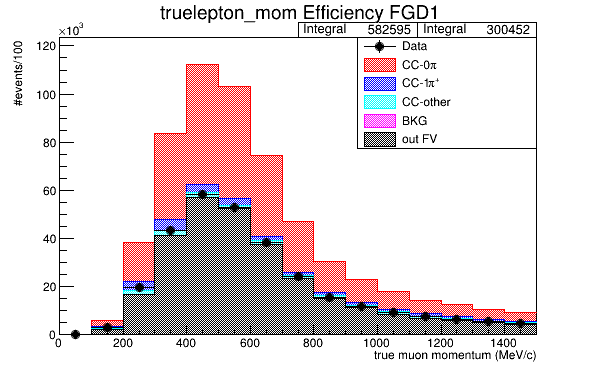 truelepton_mom Efficiency FGD1
Integral 582595 Integral 300452
×10³
#events/100
120
100
80
60
40
20
0
Data
CC-0π
CC-1π⁺
CC-other
BKG
out FV
0 200 400 600 800 1000 1200 1400
true muon momentum (MeV/c)